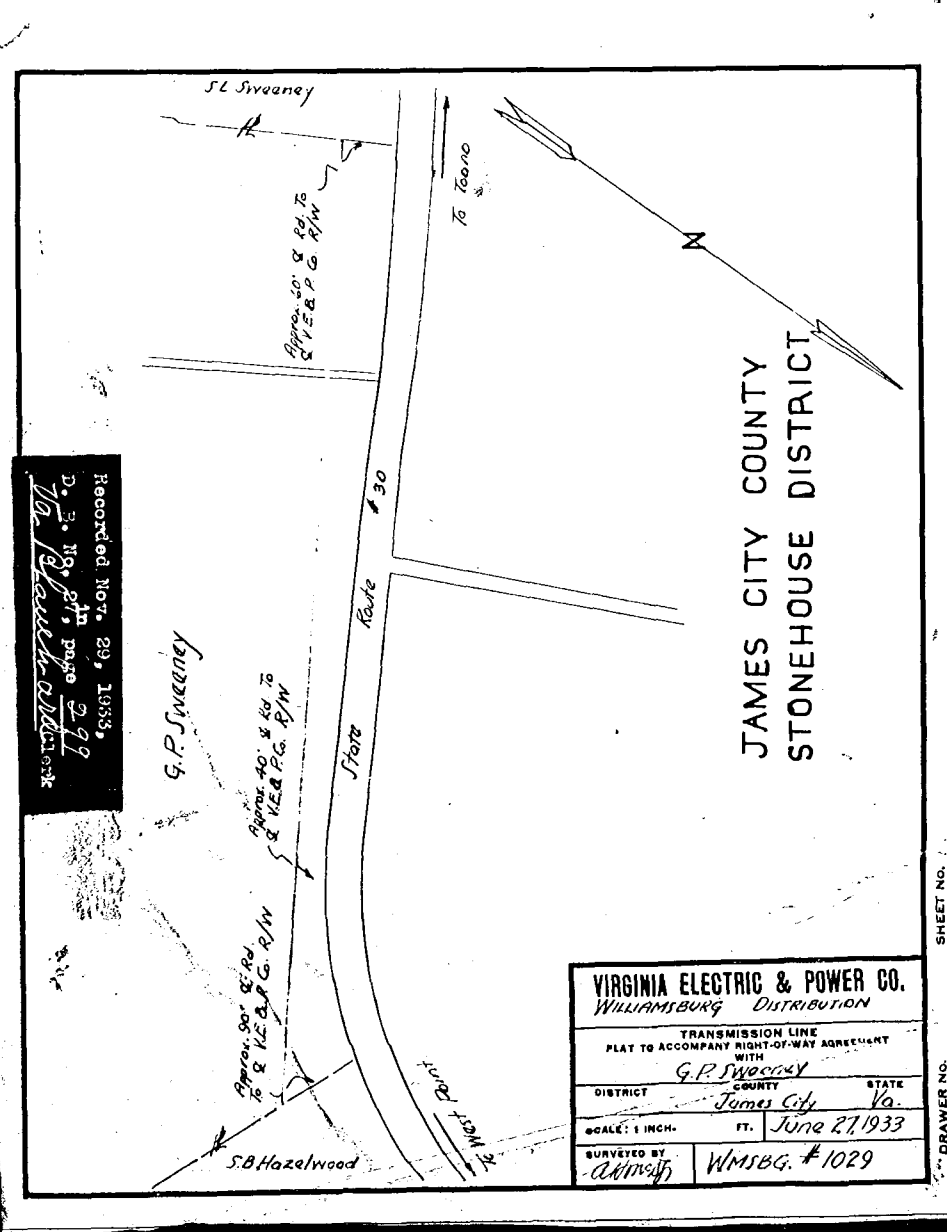 SL Sweeney
PL
To Toano
Approx. 60' ₵ Rd. To
₵ V.E.& P. Co. R/W
N
JAMES CITY COUNTY
STONEHOUSE DISTRICT
State Route #30
G.P. Sweeney
Recorded Nov. 29, 1933,
in
D. B. No. 27, page 299
Clerk
Approx. 40' ₵ Rd To
₵ V.E.& P. Co. R/W
Approx. 90' ₵ Rd.
To ₵ V.E.& P. Co. R/W
PL
S.B. Hazelwood
To West Point
VIRGINIA ELECTRIC & POWER CO.
WILLIAMSBURG DISTRIBUTION
TRANSMISSION LINE
PLAT TO ACCOMPANY RIGHT-OF-WAY AGREEMENT
WITH
G.P. Sweeney
DISTRICT COUNTY STATE
James City Va.
SCALE: 1 INCH= FT. June 27, 1933
SURVEYED BY
WMSBG. #1029
SHEET NO.
DRAWER NO.